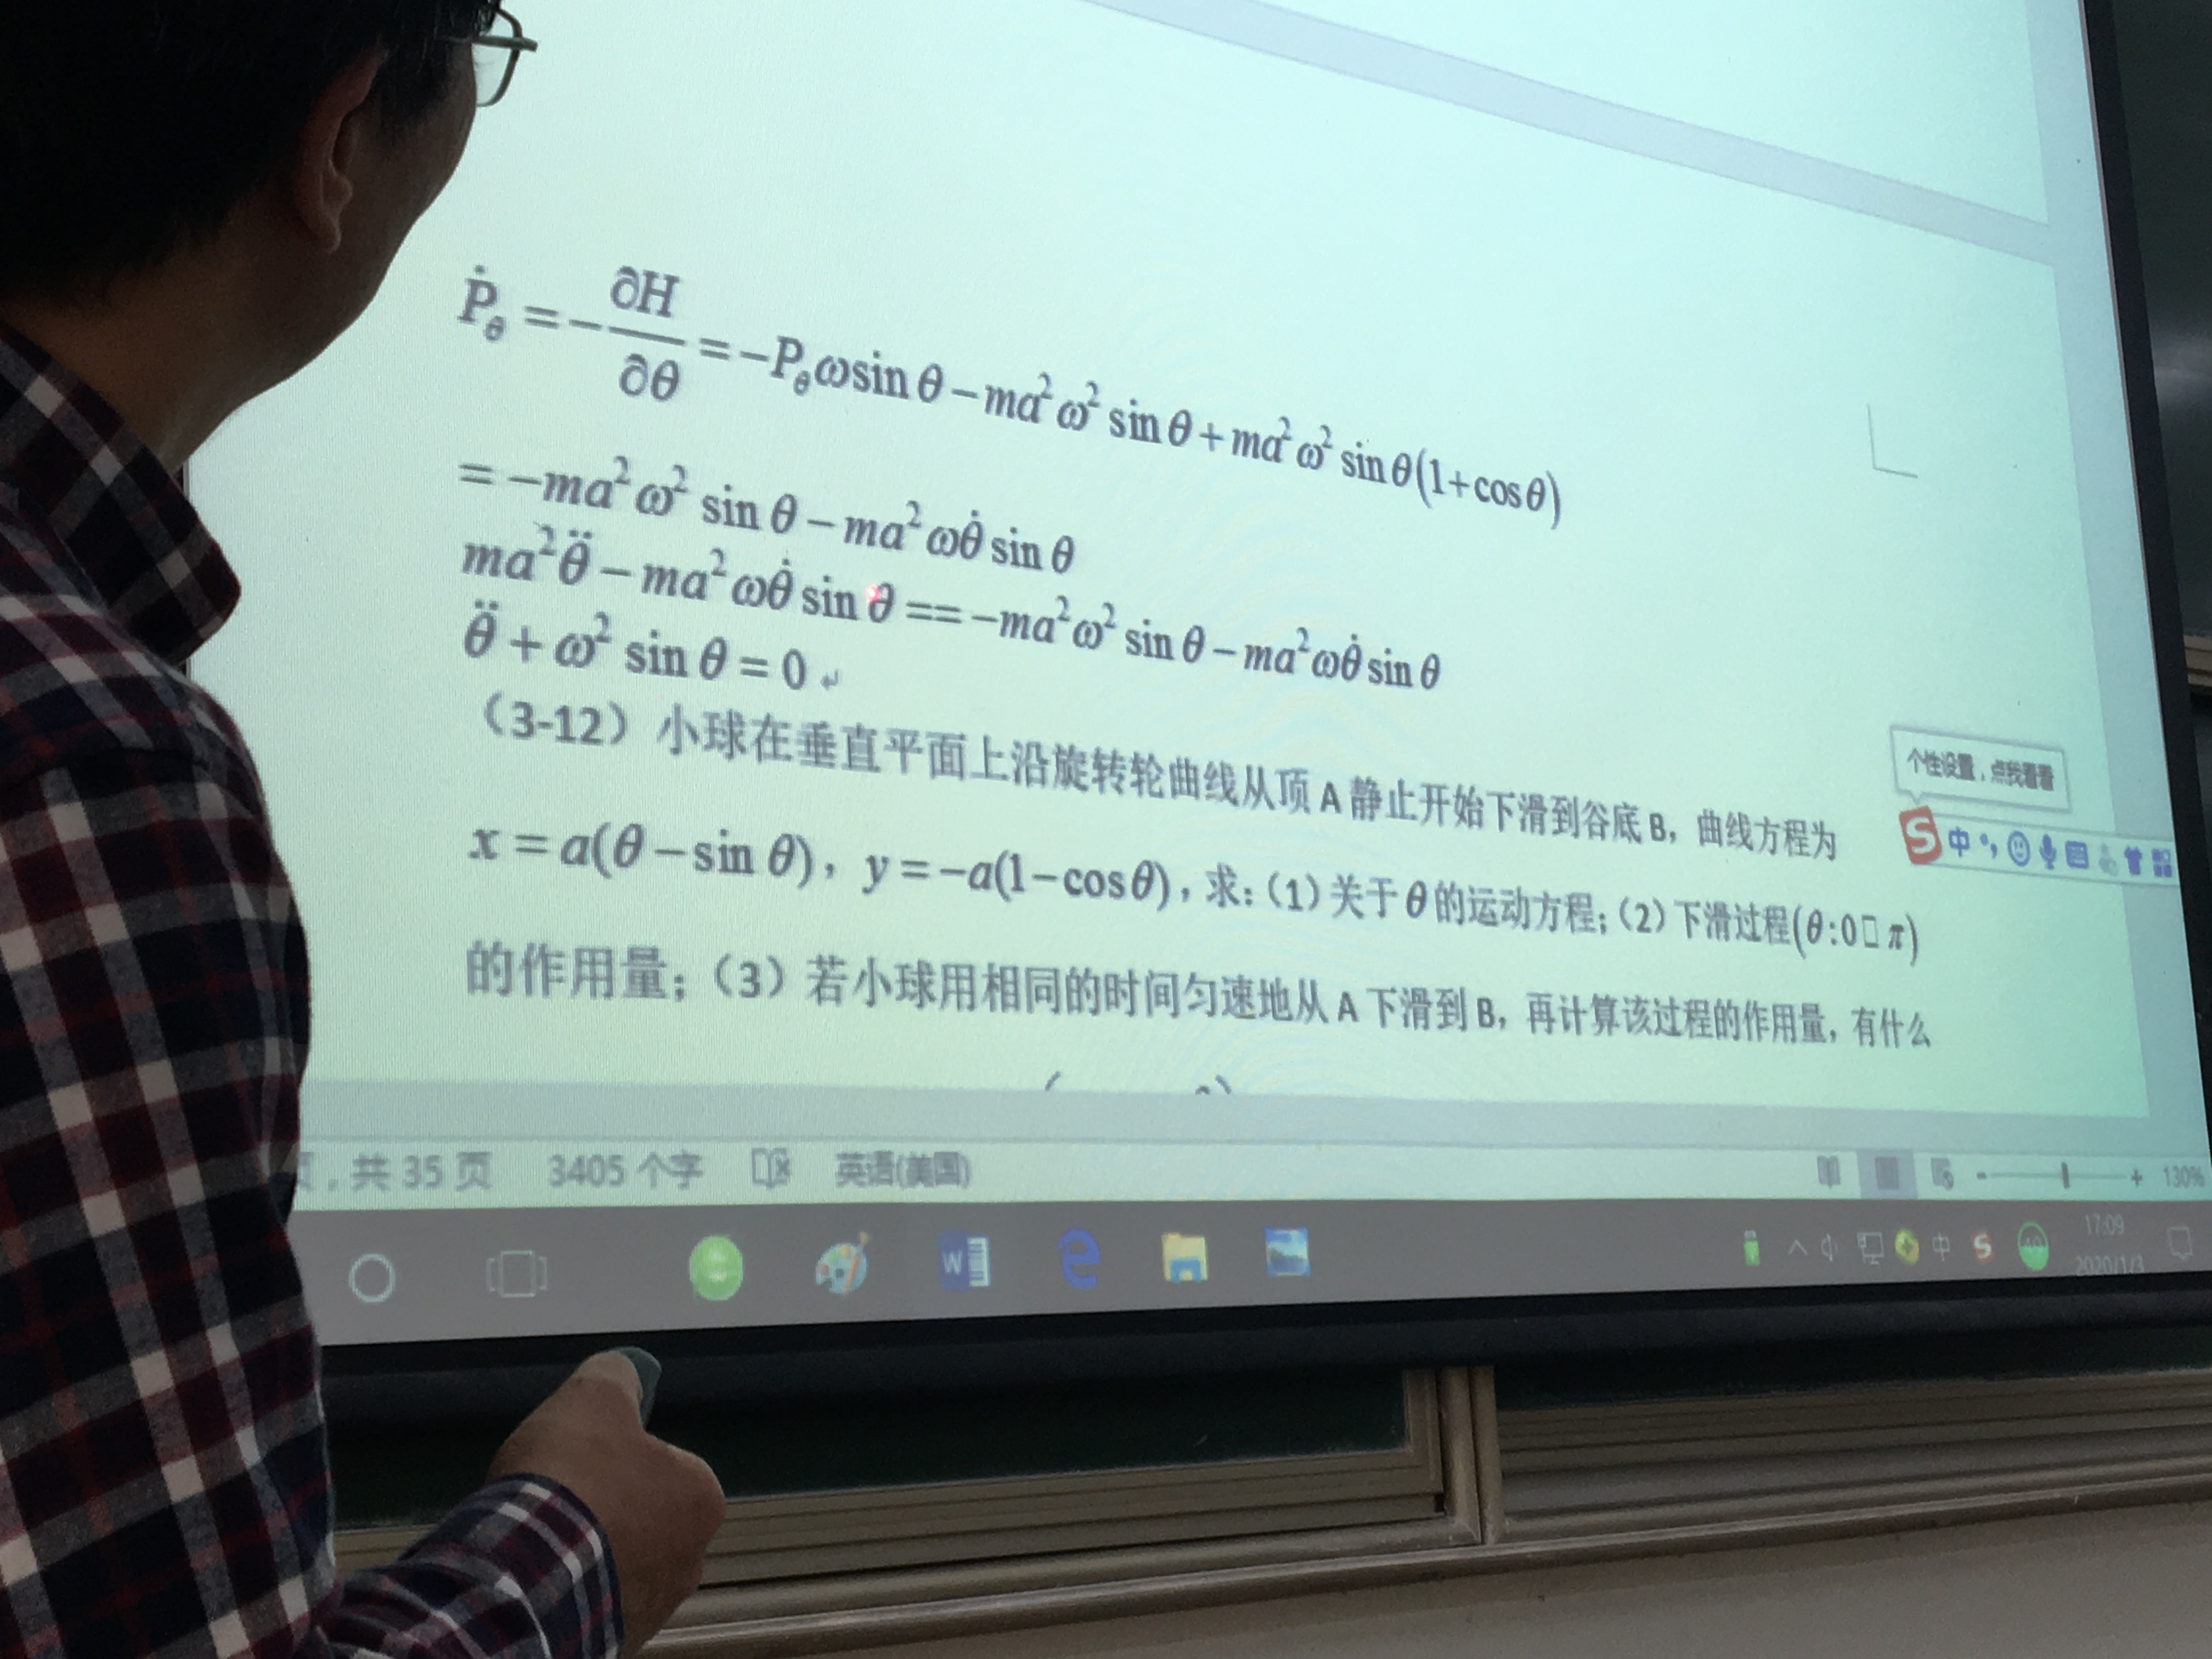 Ṗ_θ = −∂H/∂θ = −P_θ ω sin θ − ma²ω² sin θ + ma²ω² sin θ(1+cos θ)
= −ma²ω² sin θ − ma²ωθ̇ sin θ
ma²θ̈ − ma²ωθ̇ sin θ == −ma²ω² sin θ − ma²ωθ̇ sin θ
θ̈ + ω² sin θ = 0 ↵
（3-12）小球在垂直平面上沿旋转轮曲线从顶 A 静止开始下滑到谷底 B，曲线方程为
个性设置，点我看看
x = a(θ − sin θ)，y = −a(1 − cos θ)，求：（1）关于 θ 的运动方程；（2）下滑过程(θ:0□ π)
S 中
的作用量；（3）若小球用相同的时间匀速地从 A 下滑到 B，再计算该过程的作用量，有什么
，共 35 页 3405 个字 英语(美国) - + 130%
W e 中 S 17:09
2020/1/3